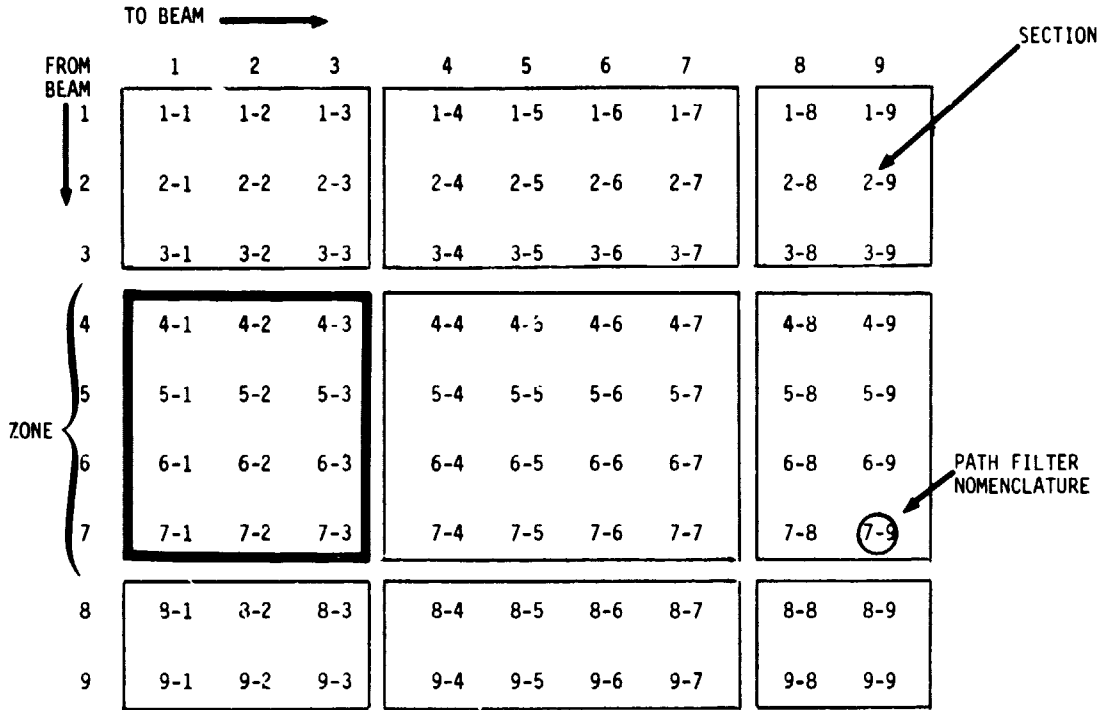 TO BEAM
SECTION
FROM BEAM
1 2 3 4 5 6 7 8 9
1 1-1 1-2 1-3 1-4 1-5 1-6 1-7 1-8 1-9
2 2-1 2-2 2-3 2-4 2-5 2-6 2-7 2-8 2-9
3 3-1 3-2 3-3 3-4 3-5 3-6 3-7 3-8 3-9
4 4-1 4-2 4-3 4-4 4-5 4-6 4-7 4-8 4-9
5 5-1 5-2 5-3 5-4 5-5 5-6 5-7 5-8 5-9
ZONE
6 6-1 6-2 6-3 6-4 6-5 6-6 6-7 6-8 6-9
PATH FILTER
NOMENCLATURE
7 7-1 7-2 7-3 7-4 7-5 7-6 7-7 7-8 7-9
8 8-1 8-2 8-3 8-4 8-5 8-6 8-7 8-8 8-9
9 9-1 9-2 9-3 9-4 9-5 9-6 9-7 9-8 9-9